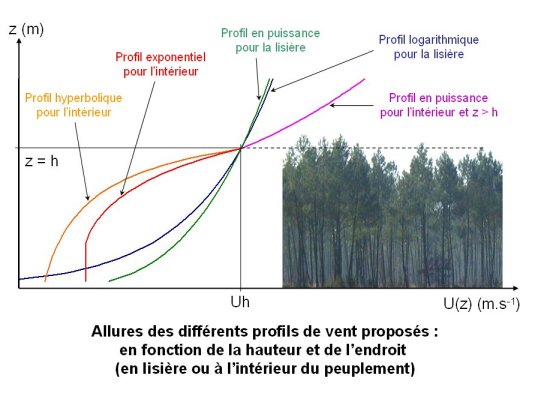 z (m)
Profil en puissance
pour la lisière
Profil logarithmique
pour la lisière
Profil exponentiel
pour l'intérieur
Profil hyperbolique
pour l'intérieur
Profil en puissance
pour l'intérieur et z > h
z = h
Uh
U(z) (m.s-1)
Allures des différents profils de vent proposés :
en fonction de la hauteur et de l'endroit
(en lisière ou à l'intérieur du peuplement)